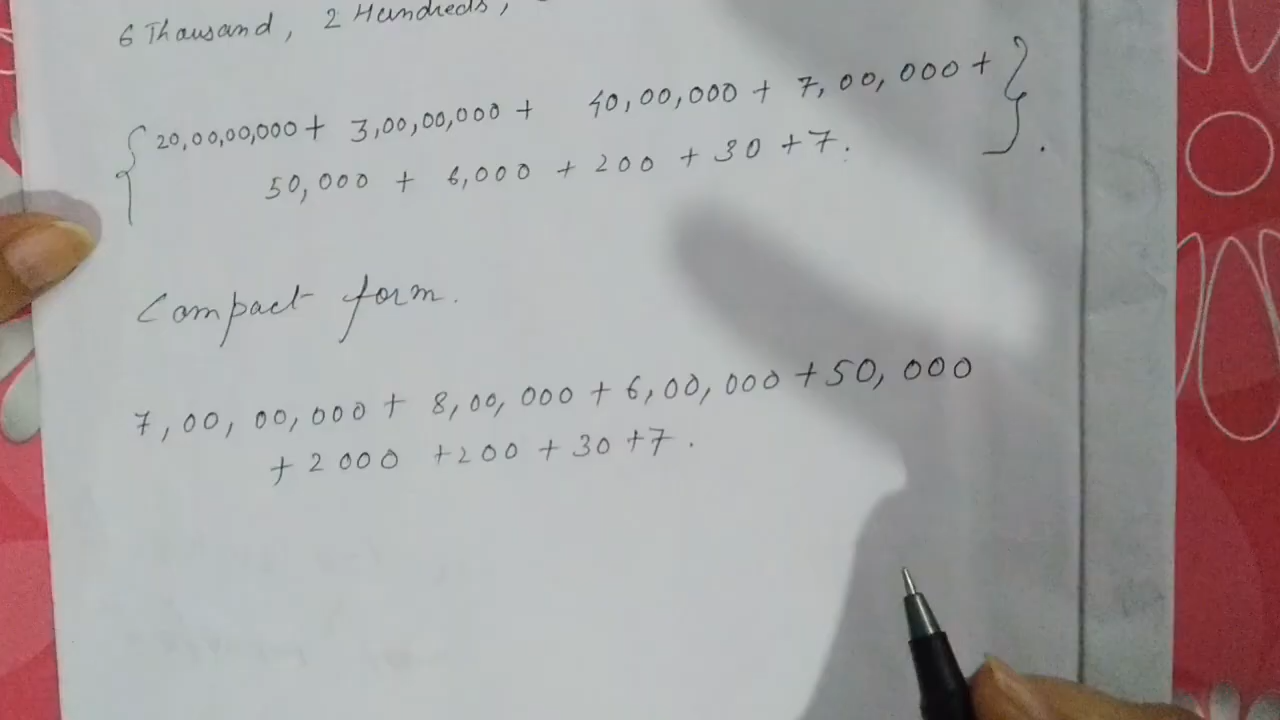 6 Thousand, 2 Hundreds,
{ 20,00,00,000 + 3,00,00,000 + 40,00,000 + 7,00,000 + }
50,000 + 6,000 + 200 + 30 + 7.
Compact form.
7,00,00,000 + 8,00,000 + 6,00,000 + 50,000
+ 2000 + 200 + 30 + 7.